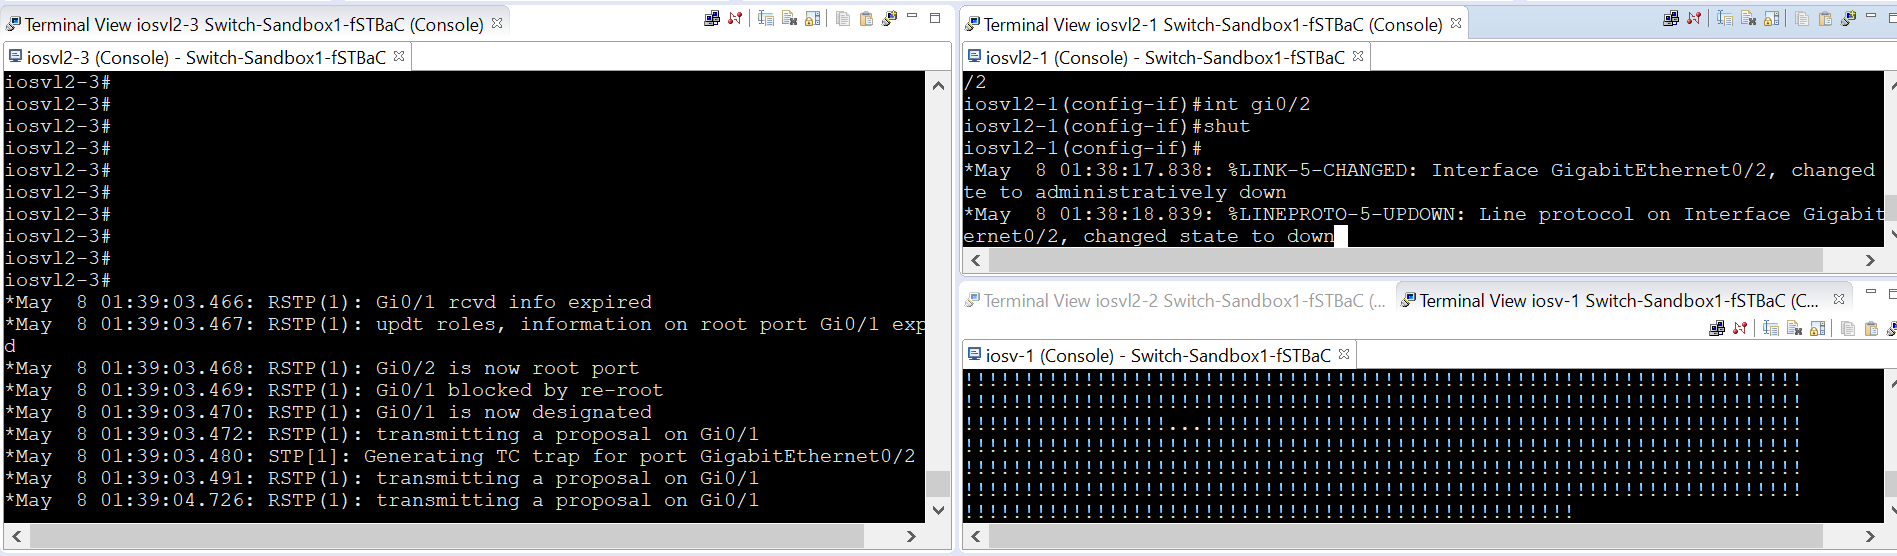 Terminal View iosvl2-3 Switch-Sandbox1-fSTBaC (Console)
iosvl2-3 (Console) - Switch-Sandbox1-fSTBaC
iosvl2-3#
iosvl2-3#
iosvl2-3#
iosvl2-3#
iosvl2-3#
iosvl2-3#
iosvl2-3#
iosvl2-3#
iosvl2-3#
iosvl2-3#
*May  8 01:39:03.466: RSTP(1): Gi0/1 rcvd info expired
*May  8 01:39:03.467: RSTP(1): updt roles, information on root port Gi0/1 exp
d
*May  8 01:39:03.468: RSTP(1): Gi0/2 is now root port
*May  8 01:39:03.469: RSTP(1): Gi0/1 blocked by re-root
*May  8 01:39:03.470: RSTP(1): Gi0/1 is now designated
*May  8 01:39:03.472: RSTP(1): transmitting a proposal on Gi0/1
*May  8 01:39:03.480: STP[1]: Generating TC trap for port GigabitEthernet0/2
*May  8 01:39:03.491: RSTP(1): transmitting a proposal on Gi0/1
*May  8 01:39:04.726: RSTP(1): transmitting a proposal on Gi0/1
Terminal View iosvl2-1 Switch-Sandbox1-fSTBaC (Console)
iosvl2-1 (Console) - Switch-Sandbox1-fSTBaC
/2
iosvl2-1(config-if)#int gi0/2
iosvl2-1(config-if)#shut
iosvl2-1(config-if)#
*May  8 01:38:17.838: %LINK-5-CHANGED: Interface GigabitEthernet0/2, changed
te to administratively down
*May  8 01:38:18.839: %LINEPROTO-5-UPDOWN: Line protocol on Interface Gigabit
ernet0/2, changed state to down
Terminal View iosvl2-2 Switch-Sandbox1-fSTBaC (...
Terminal View iosv-1 Switch-Sandbox1-fSTBaC (C...
iosv-1 (Console) - Switch-Sandbox1-fSTBaC
!!!!!!!!!!!!!!!!!!!!!!!!!!!!!!!!!!!!!!!!!!!!!!!!!!!!!!!!!!!!!!!!!!!!!!
!!!!!!!!!!!!!!!!!!!!!!!!!!!!!!!!!!!!!!!!!!!!!!!!!!!!!!!!!!!!!!!!!!!!!!
!!!!!!!!!!!!!!!!!...!!!!!!!!!!!!!!!!!!!!!!!!!!!!!!!!!!!!!!!!!!!!!!!!!!
!!!!!!!!!!!!!!!!!!!!!!!!!!!!!!!!!!!!!!!!!!!!!!!!!!!!!!!!!!!!!!!!!!!!!!
!!!!!!!!!!!!!!!!!!!!!!!!!!!!!!!!!!!!!!!!!!!!!!!!!!!!!!!!!!!!!!!!!!!!!!
!!!!!!!!!!!!!!!!!!!!!!!!!!!!!!!!!!!!!!!!!!!!!!!!!!!!!!!!!!!!!!!!!!!!!!
!!!!!!!!!!!!!!!!!!!!!!!!!!!!!!!!!!!!!!!!!!!!!!!!!!!